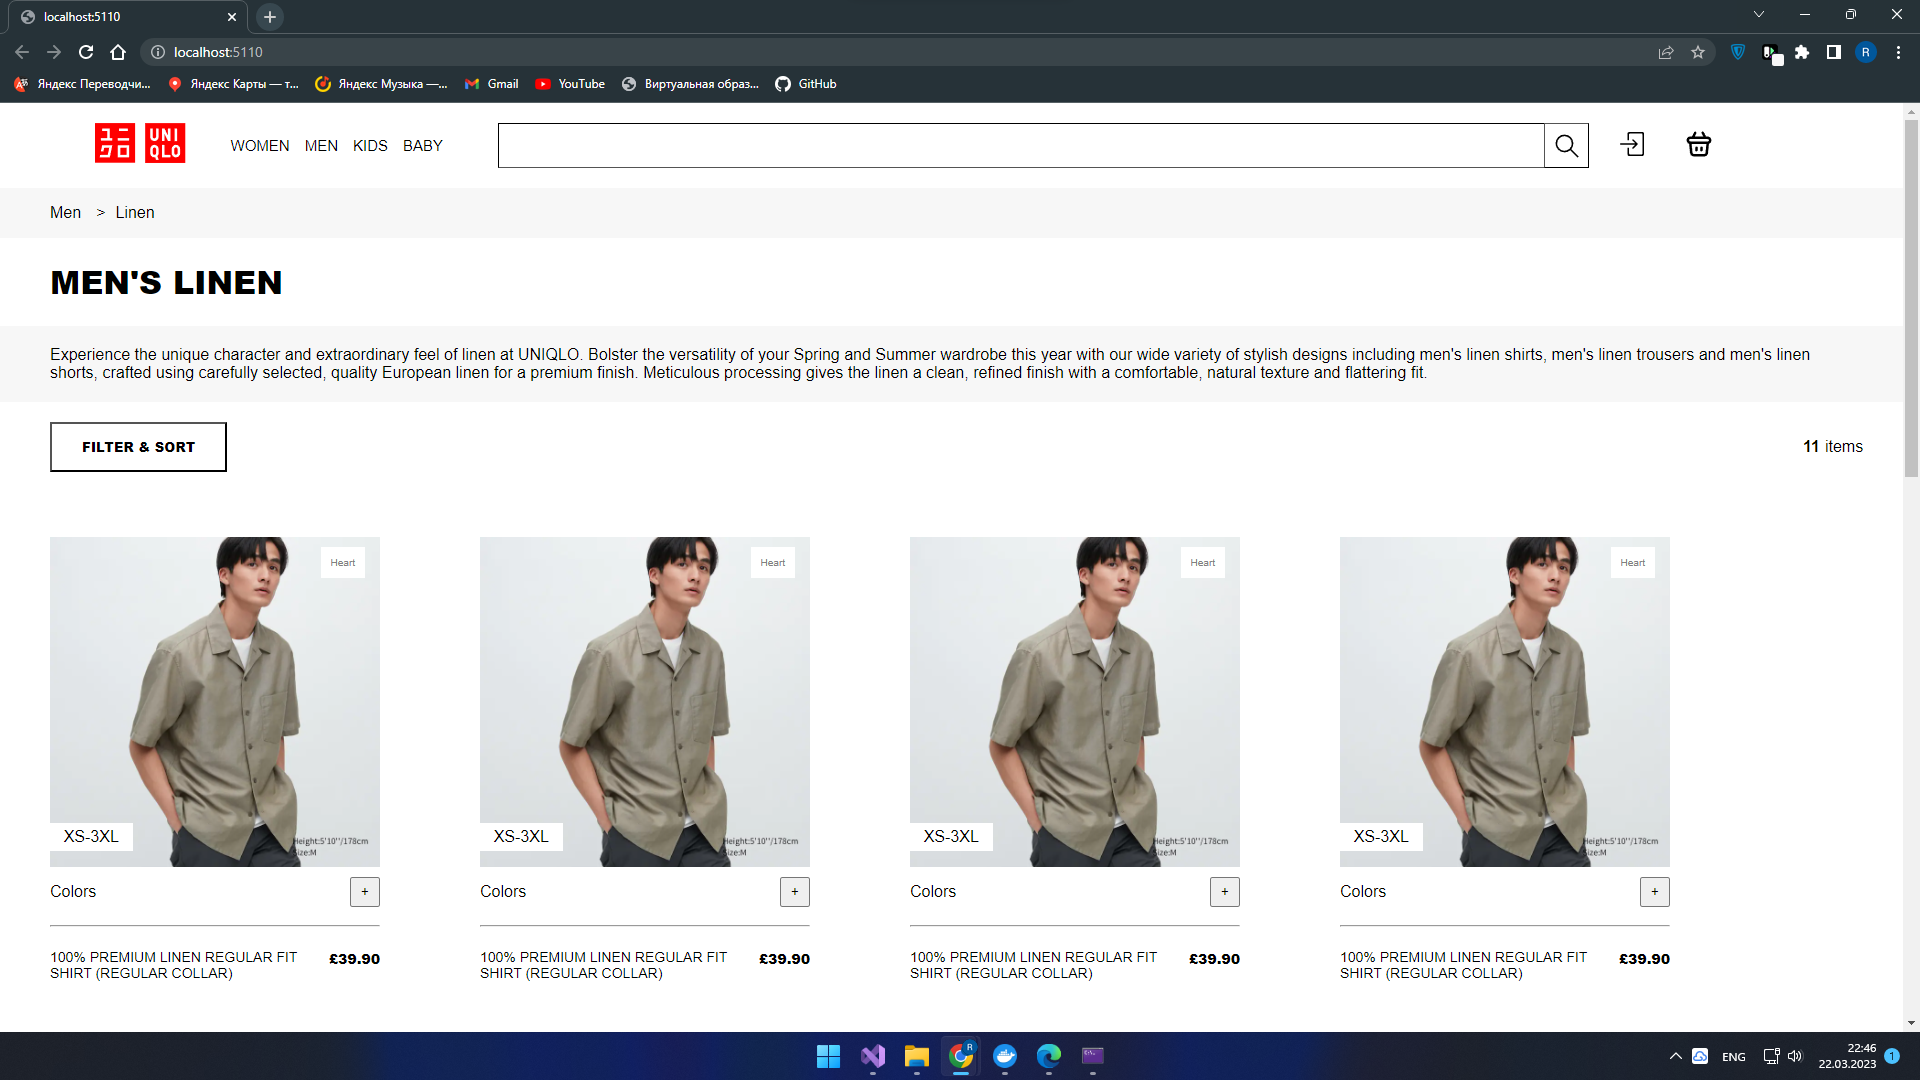 localhost:5110
localhost:5110
Яндекс Переводчи...
Яндекс Карты — т...
Яндекс Музыка —...
Gmail
YouTube
Виртуальная образ...
GitHub
R
ユニクロ
UNIQLO
WOMEN MEN KIDS BABY
Men > Linen
MEN'S LINEN
Experience the unique character and extraordinary feel of linen at UNIQLO. Bolster the versatility of your Spring and Summer wardrobe this year with our wide variety of stylish designs including men's linen shirts, men's linen trousers and men's linen
shorts, crafted using carefully selected, quality European linen for a premium finish. Meticulous processing gives the linen a clean, refined finish with a comfortable, natural texture and flattering fit.
FILTER & SORT
11 items
Heart
Heart
Heart
Heart
XS-3XL
Height:5'10''/178cm
Size:M
XS-3XL
Height:5'10''/178cm
Size:M
XS-3XL
Height:5'10''/178cm
Size:M
XS-3XL
Height:5'10''/178cm
Size:M
Colors +
Colors +
Colors +
Colors +
100% PREMIUM LINEN REGULAR FIT
SHIRT (REGULAR COLLAR)
£39.90
100% PREMIUM LINEN REGULAR FIT
SHIRT (REGULAR COLLAR)
£39.90
100% PREMIUM LINEN REGULAR FIT
SHIRT (REGULAR COLLAR)
£39.90
100% PREMIUM LINEN REGULAR FIT
SHIRT (REGULAR COLLAR)
£39.90
R
ENG
22:46
22.03.2023
1